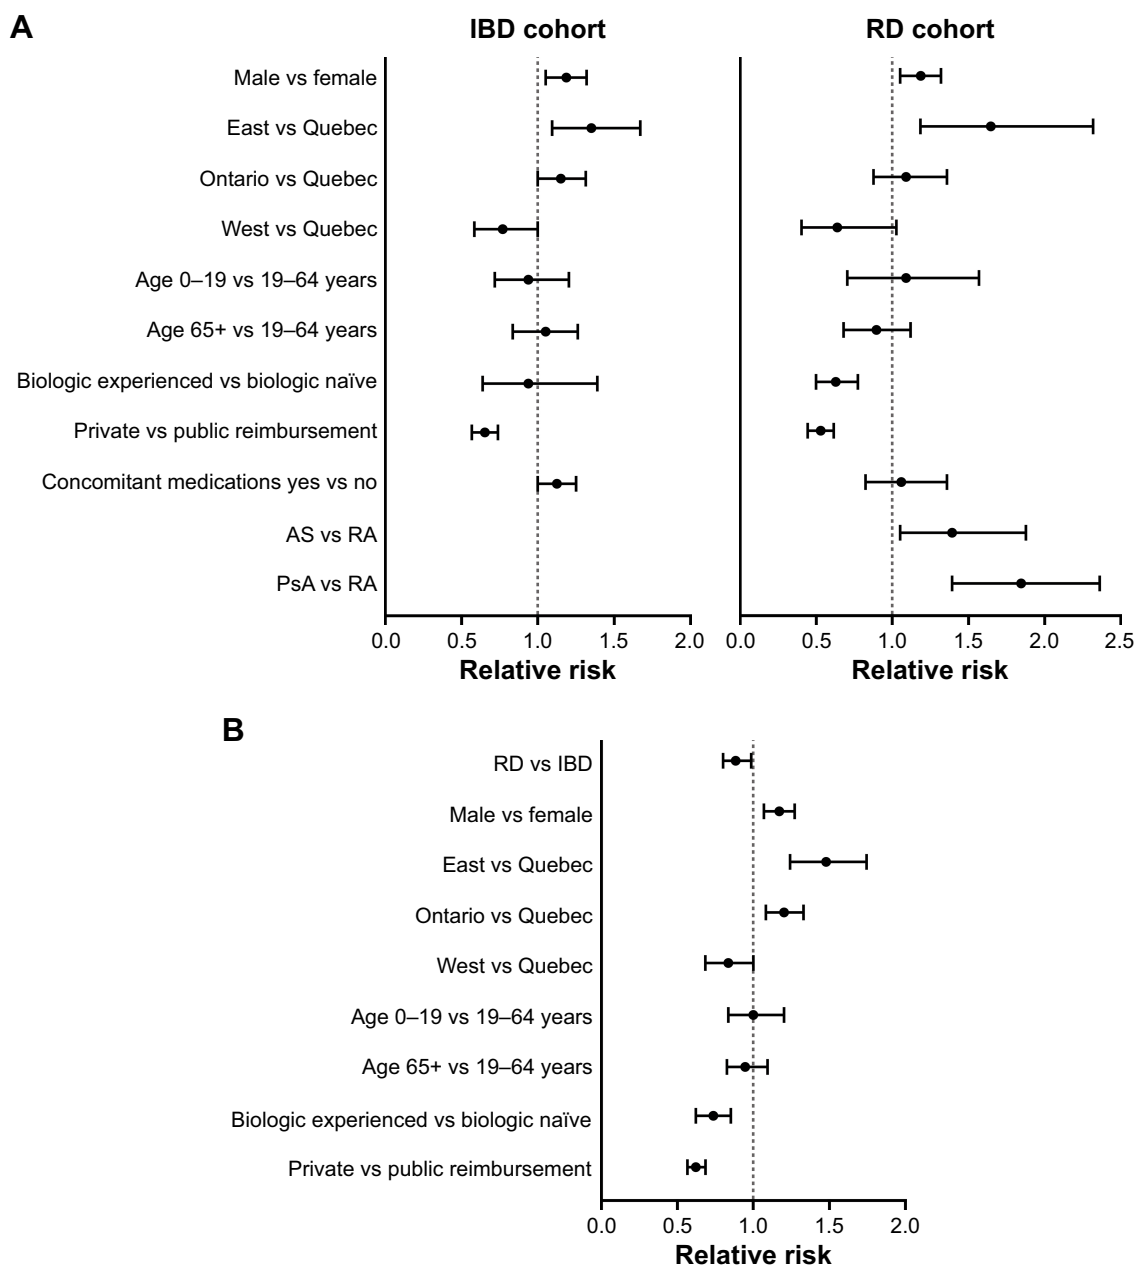 A
IBD cohort
RD cohort
Male vs female
East vs Quebec
Ontario vs Quebec
West vs Quebec
Age 0–19 vs 19–64 years
Age 65+ vs 19–64 years
Biologic experienced vs biologic naïve
Private vs public reimbursement
Concomitant medications yes vs no
AS vs RA
PsA vs RA
0.0 0.5 1.0 1.5 2.0
0.0 0.5 1.0 1.5 2.0 2.5
Relative risk
Relative risk
B
RD vs IBD
Male vs female
East vs Quebec
Ontario vs Quebec
West vs Quebec
Age 0–19 vs 19–64 years
Age 65+ vs 19–64 years
Biologic experienced vs biologic naïve
Private vs public reimbursement
0.0 0.5 1.0 1.5 2.0
Relative risk